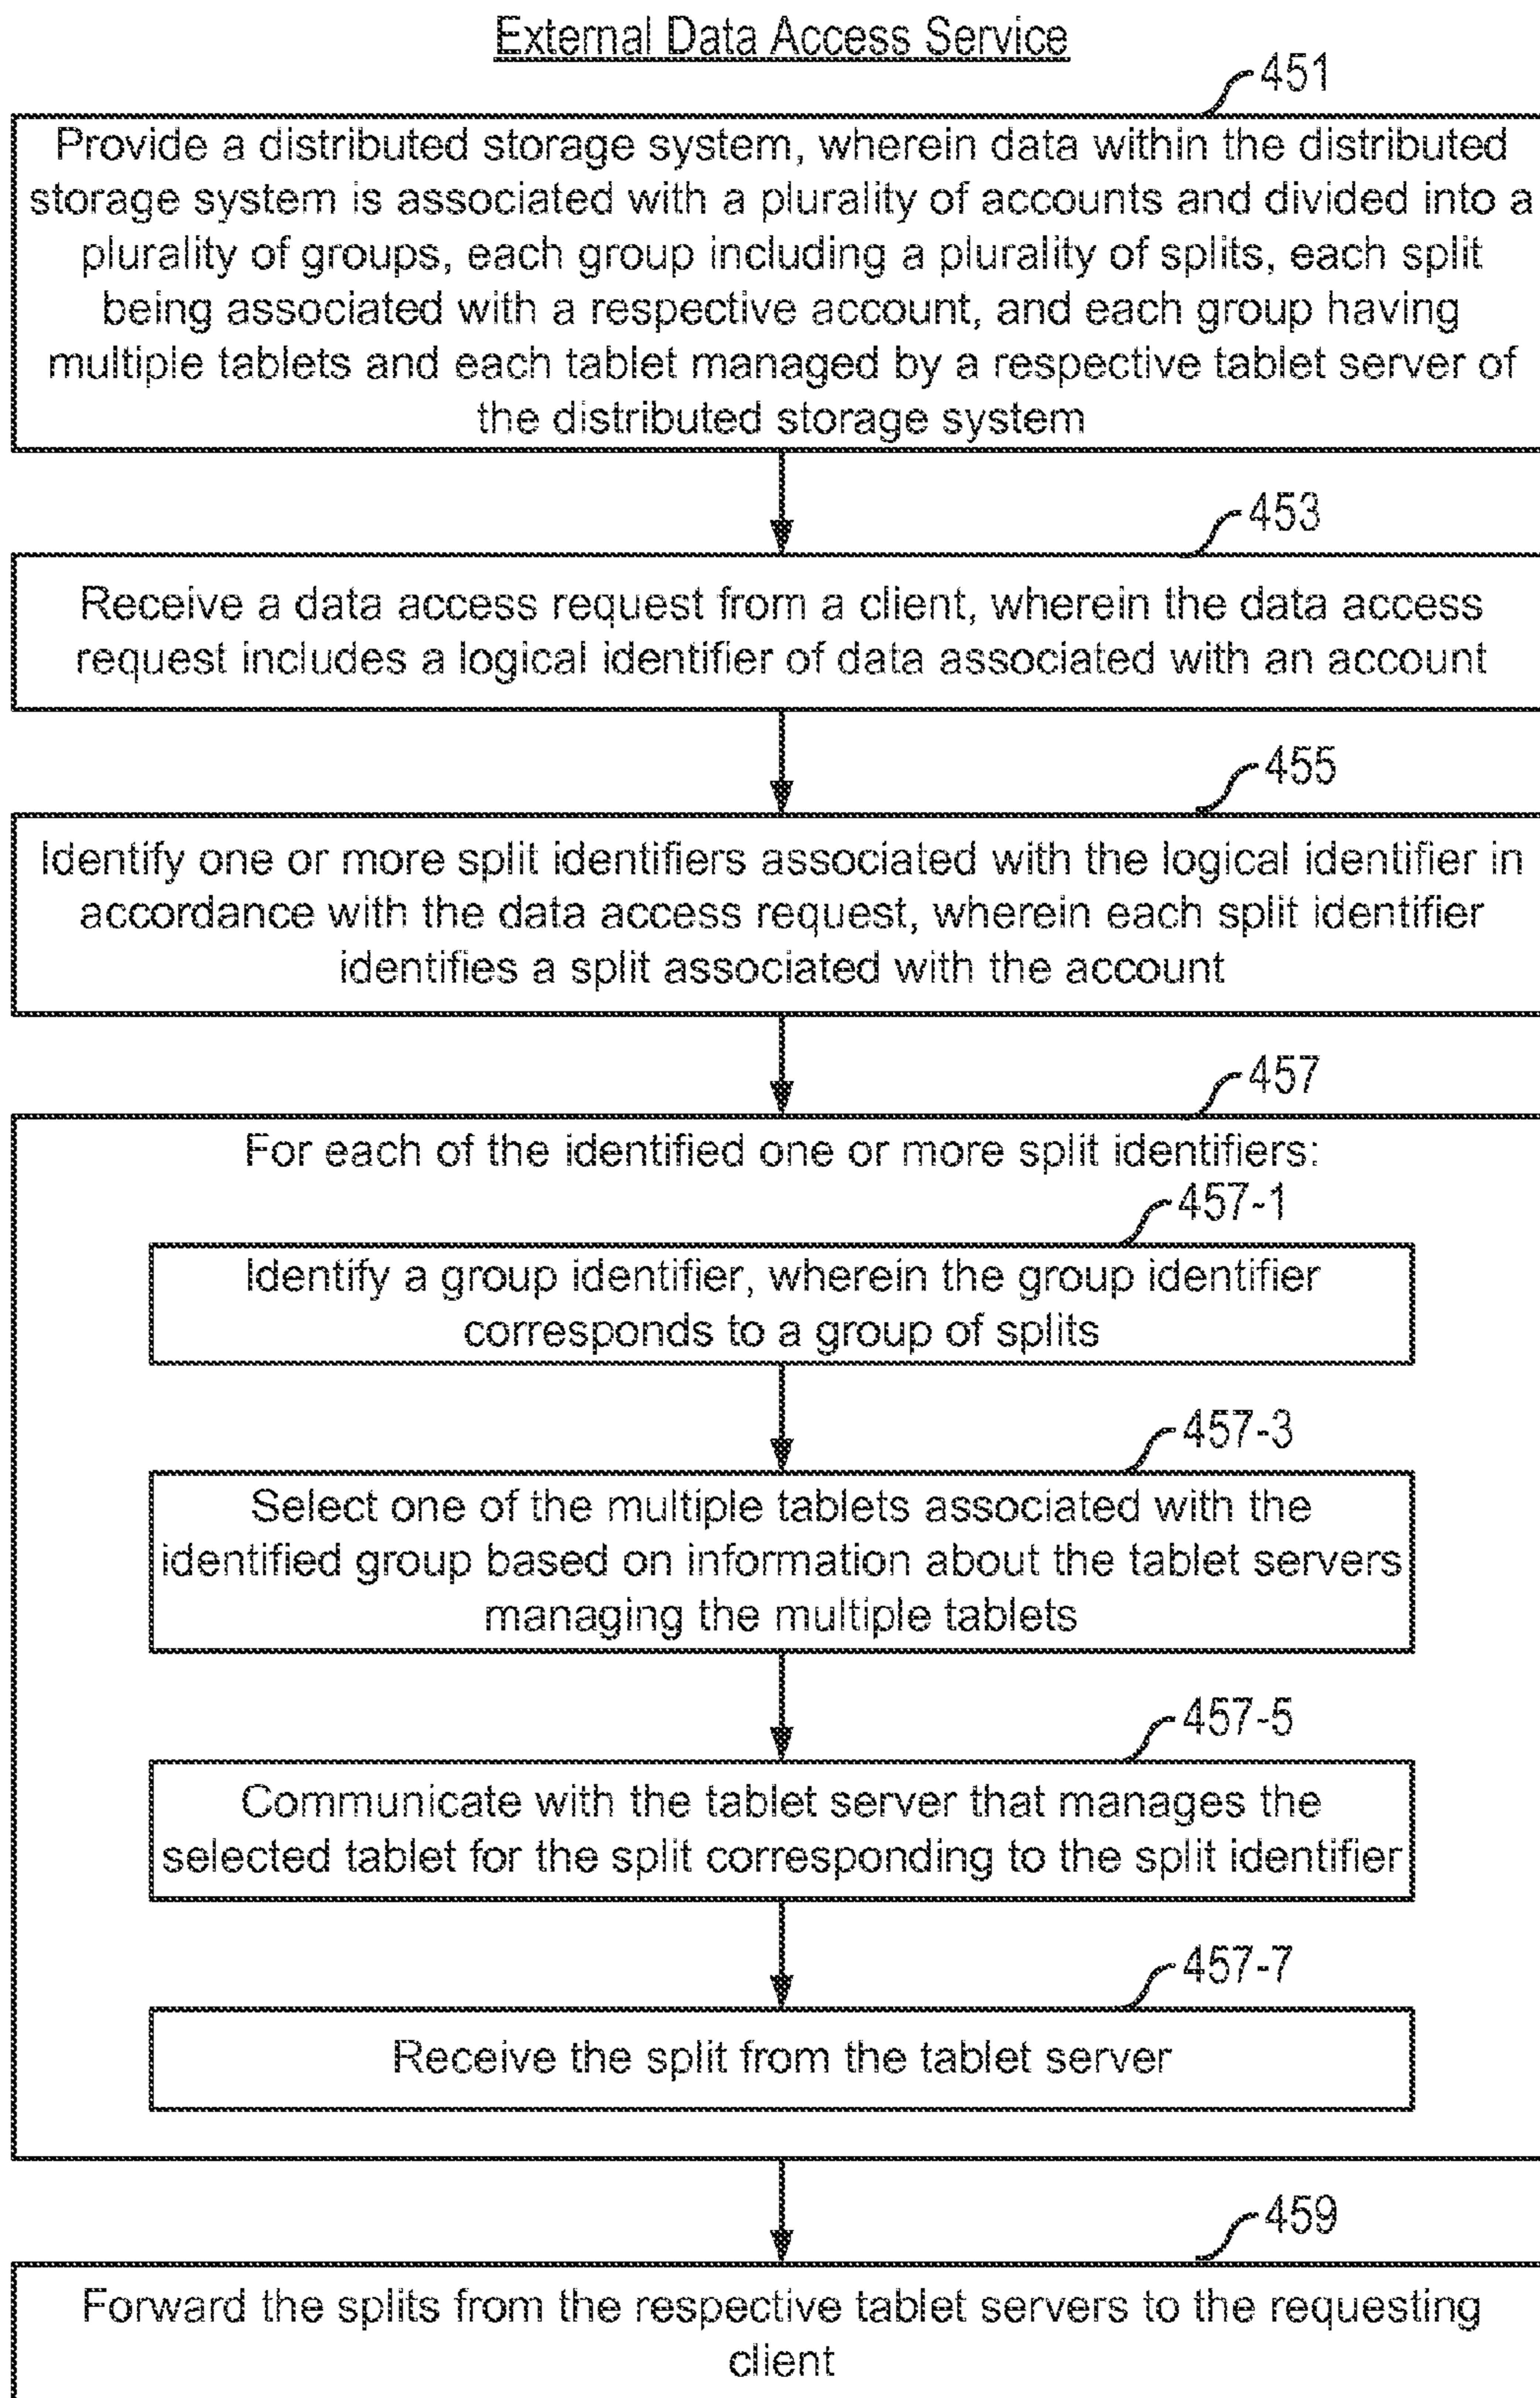 External Data Access Service
451
Provide a distributed storage system, wherein data within the distributed
storage system is associated with a plurality of accounts and divided into a
plurality of groups, each group including a plurality of splits, each split
being associated with a respective account, and each group having
multiple tablets and each tablet managed by a respective tablet server of
the distributed storage system
453
Receive a data access request from a client, wherein the data access
request includes a logical identifier of data associated with an account
455
Identify one or more split identifiers associated with the logical identifier in
accordance with the data access request, wherein each split identifier
identifies a split associated with the account
457
For each of the identified one or more split identifiers:
457-1
Identify a group identifier, wherein the group identifier
corresponds to a group of splits
457-3
Select one of the multiple tablets associated with the
identified group based on information about the tablet servers
managing the multiple tablets
457-5
Communicate with the tablet server that manages the
selected tablet for the split corresponding to the split identifier
457-7
Receive the split from the tablet server
459
Forward the splits from the respective tablet servers to the requesting
client